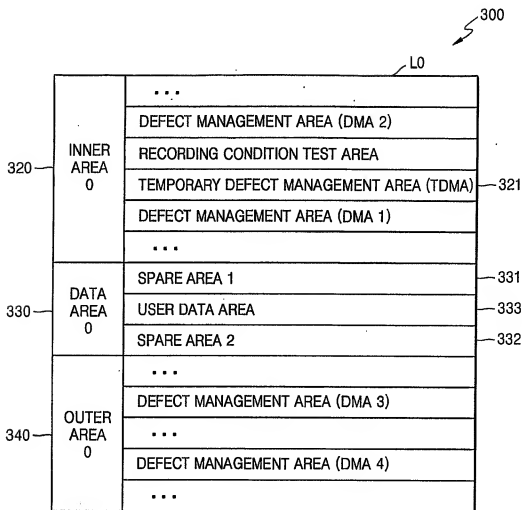 300
L0
...
DEFECT MANAGEMENT AREA (DMA 2)
320
INNER
AREA
0
RECORDING CONDITION TEST AREA
TEMPORARY DEFECT MANAGEMENT AREA (TDMA)
321
DEFECT MANAGEMENT AREA (DMA 1)
...
330
DATA
AREA
0
SPARE AREA 1
331
USER DATA AREA
333
SPARE AREA 2
332
340
OUTER
AREA
0
...
DEFECT MANAGEMENT AREA (DMA 3)
...
DEFECT MANAGEMENT AREA (DMA 4)
...